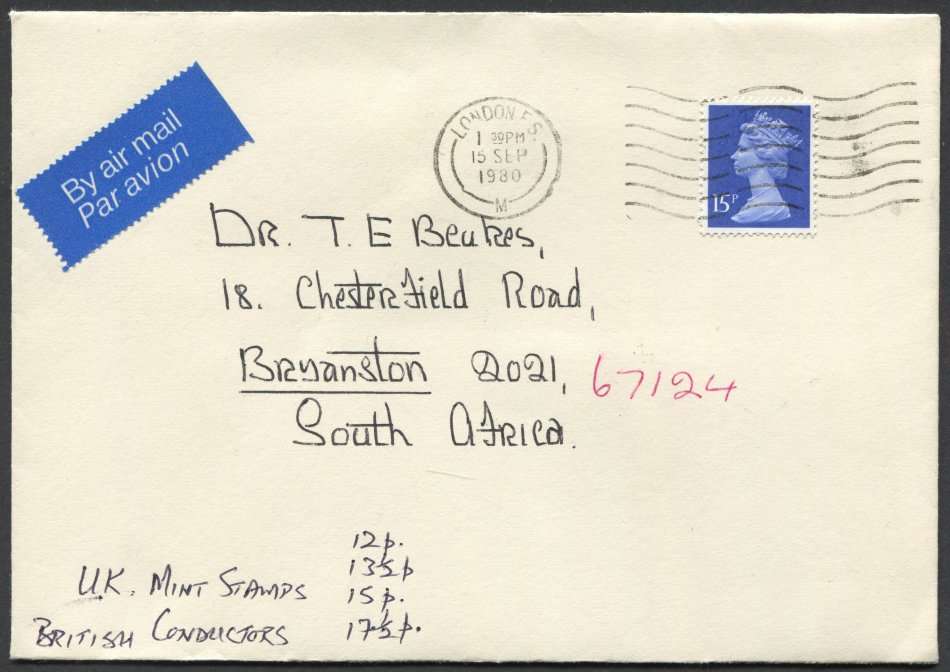 By air mail
Par avion
LONDON E.S.
1 30PM
15 SEP
1980
M
15P
DR. T. E Beukes,
18. Chesterfield Road,
Bryanston 2021, 67124
South Africa.
12p.
13½p
U.K. MINT STAMPS 15p.
BRITISH CONDUCTORS 17½p.